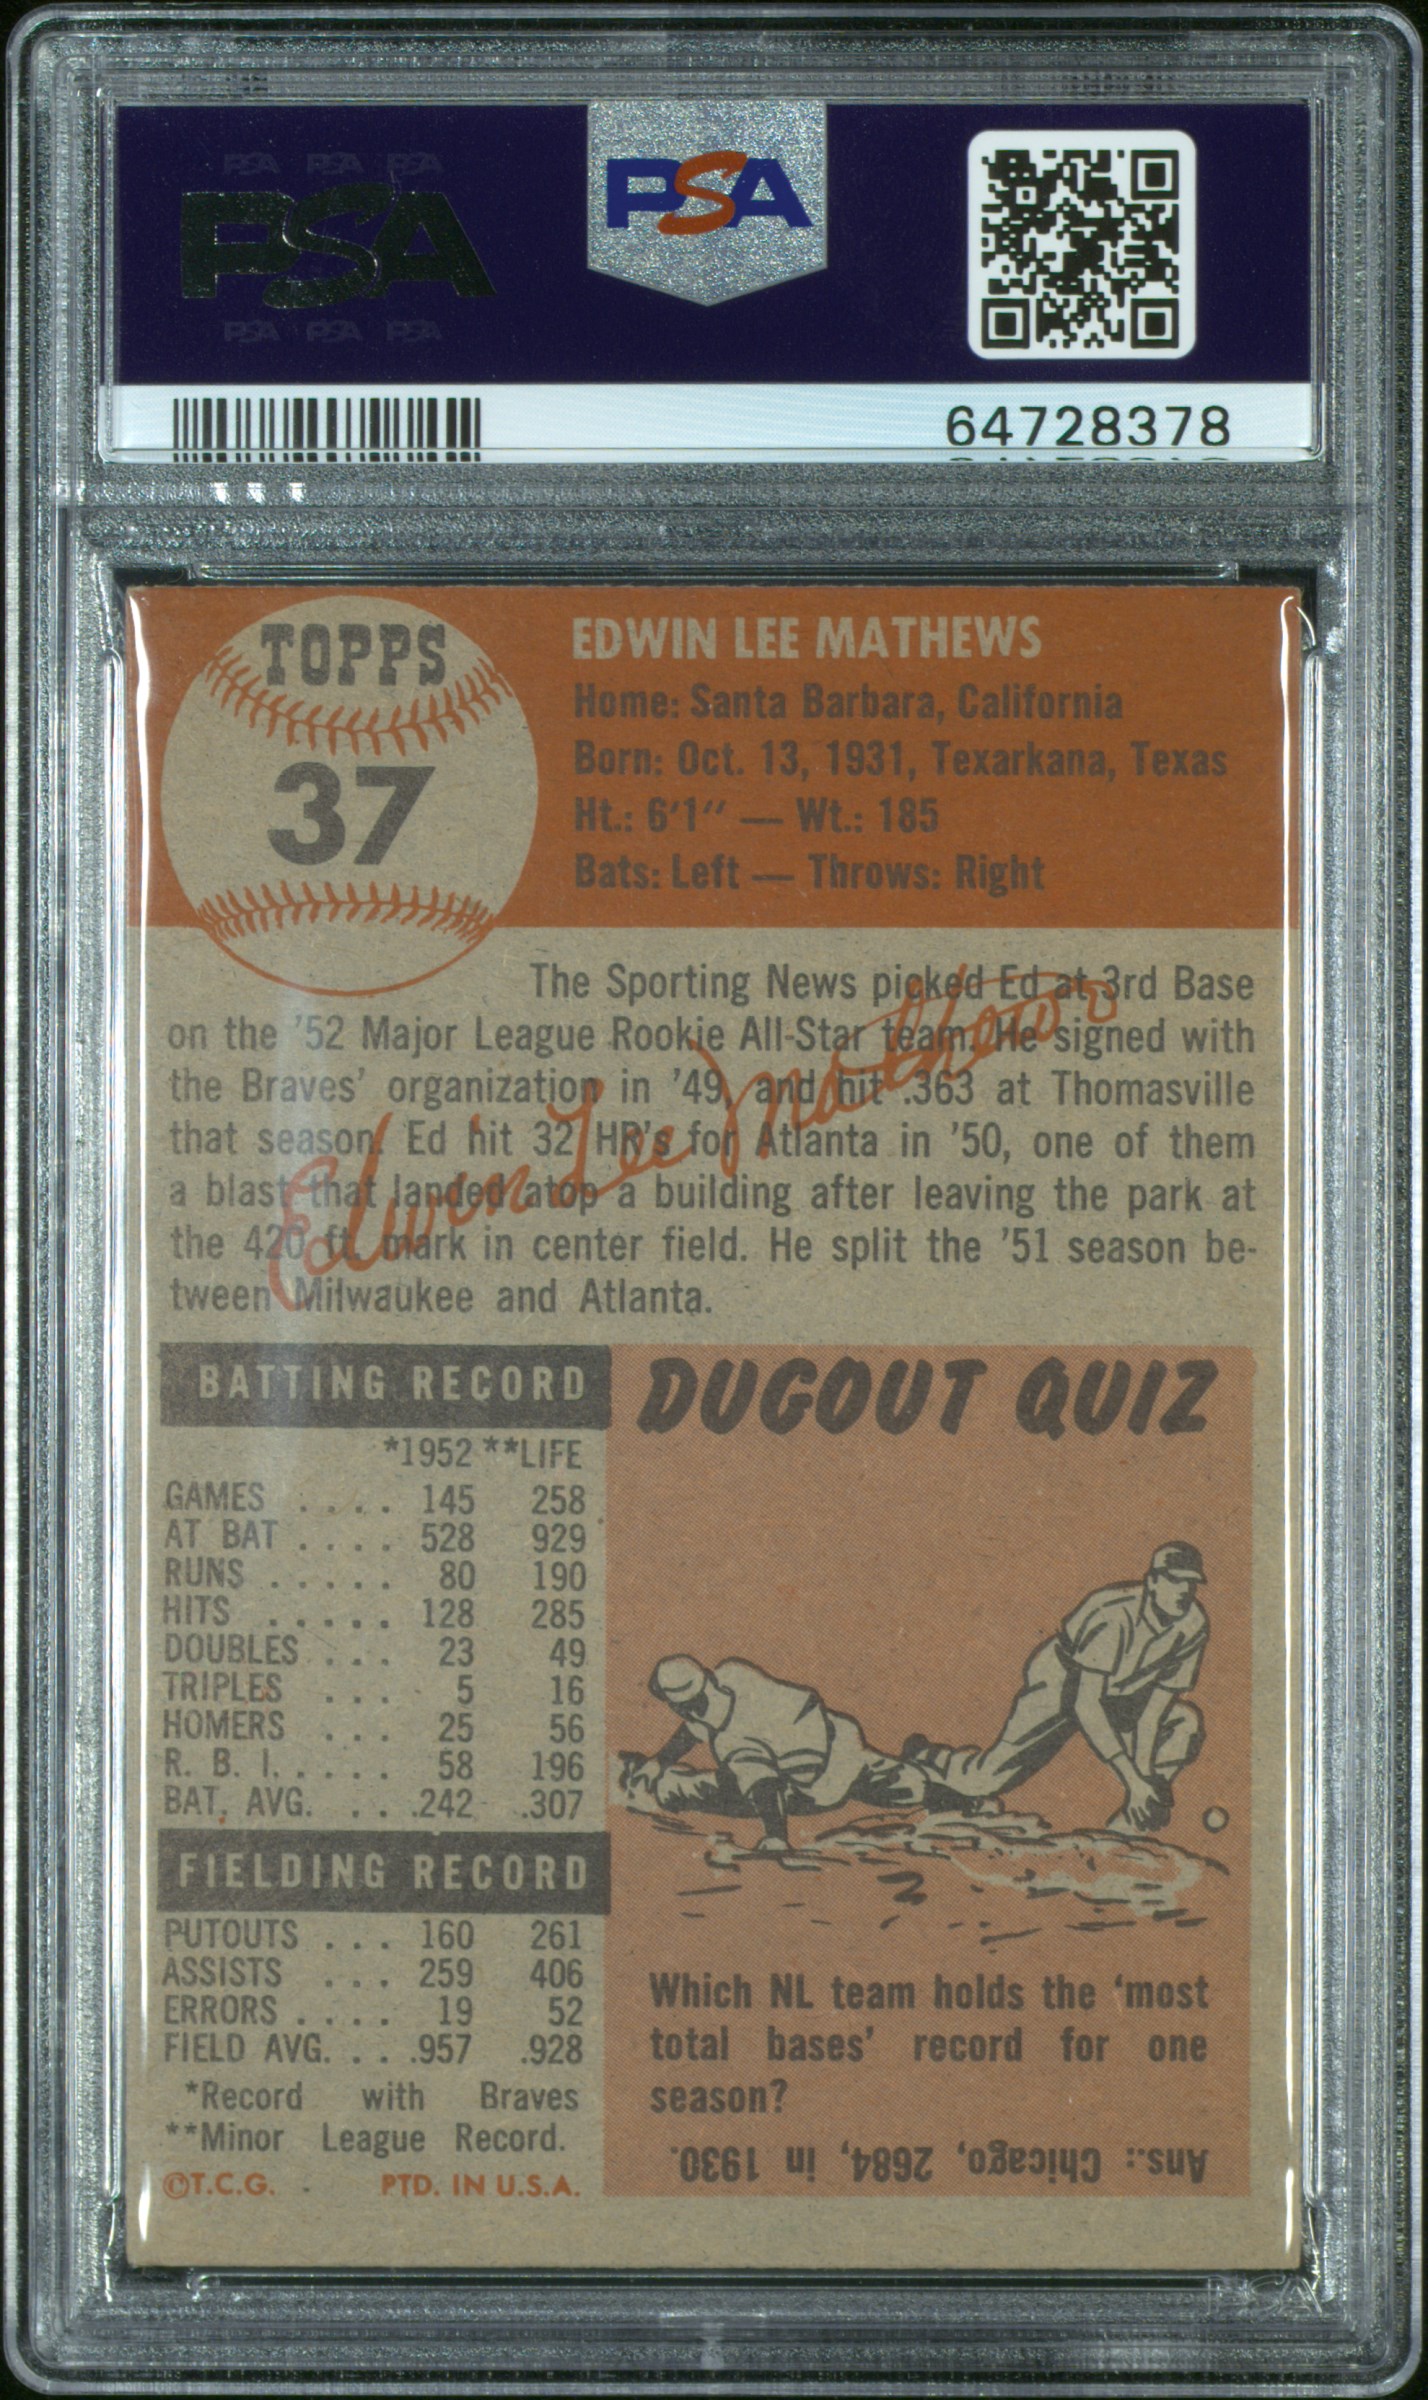 PSA PSA PSA
PSA
PSA PSA PSA
PSA
64728378
TOPPS
37
EDWIN LEE MATHEWS
Home: Santa Barbara, California
Born: Oct. 13, 1931, Texarkana, Texas
Ht.: 6'1" — Wt.: 185
Bats: Left — Throws: Right
The Sporting News picked Ed at 3rd Base
on the '52 Major League Rookie All-Star team. He signed with
the Braves' organization in '49, and hit .363 at Thomasville
that season. Ed hit 32 HR's for Atlanta in '50, one of them
a blast that landed atop a building after leaving the park at
the 420 ft. mark in center field. He split the '51 season be-
tween Milwaukee and Atlanta.
Edwin Lee Mathews
BATTING RECORD
*1952 **LIFE
GAMES .... 145 258
AT BAT .... 528 929
RUNS ..... 80 190
HITS ..... 128 285
DOUBLES ... 23 49
TRIPLES ... 5 16
HOMERS ... 25 56
R. B. I. .... 58 196
BAT. AVG. ... .242 .307
FIELDING RECORD
PUTOUTS ... 160 261
ASSISTS ... 259 406
ERRORS .... 19 52
FIELD AVG. ... .957 .928
*Record with Braves
**Minor League Record.
©T.C.G. PTD. IN U.S.A.
DUGOUT QUIZ
Which NL team holds the 'most
total bases' record for one
season?
Ans.: Chicago, 2684, in 1930.
PSA